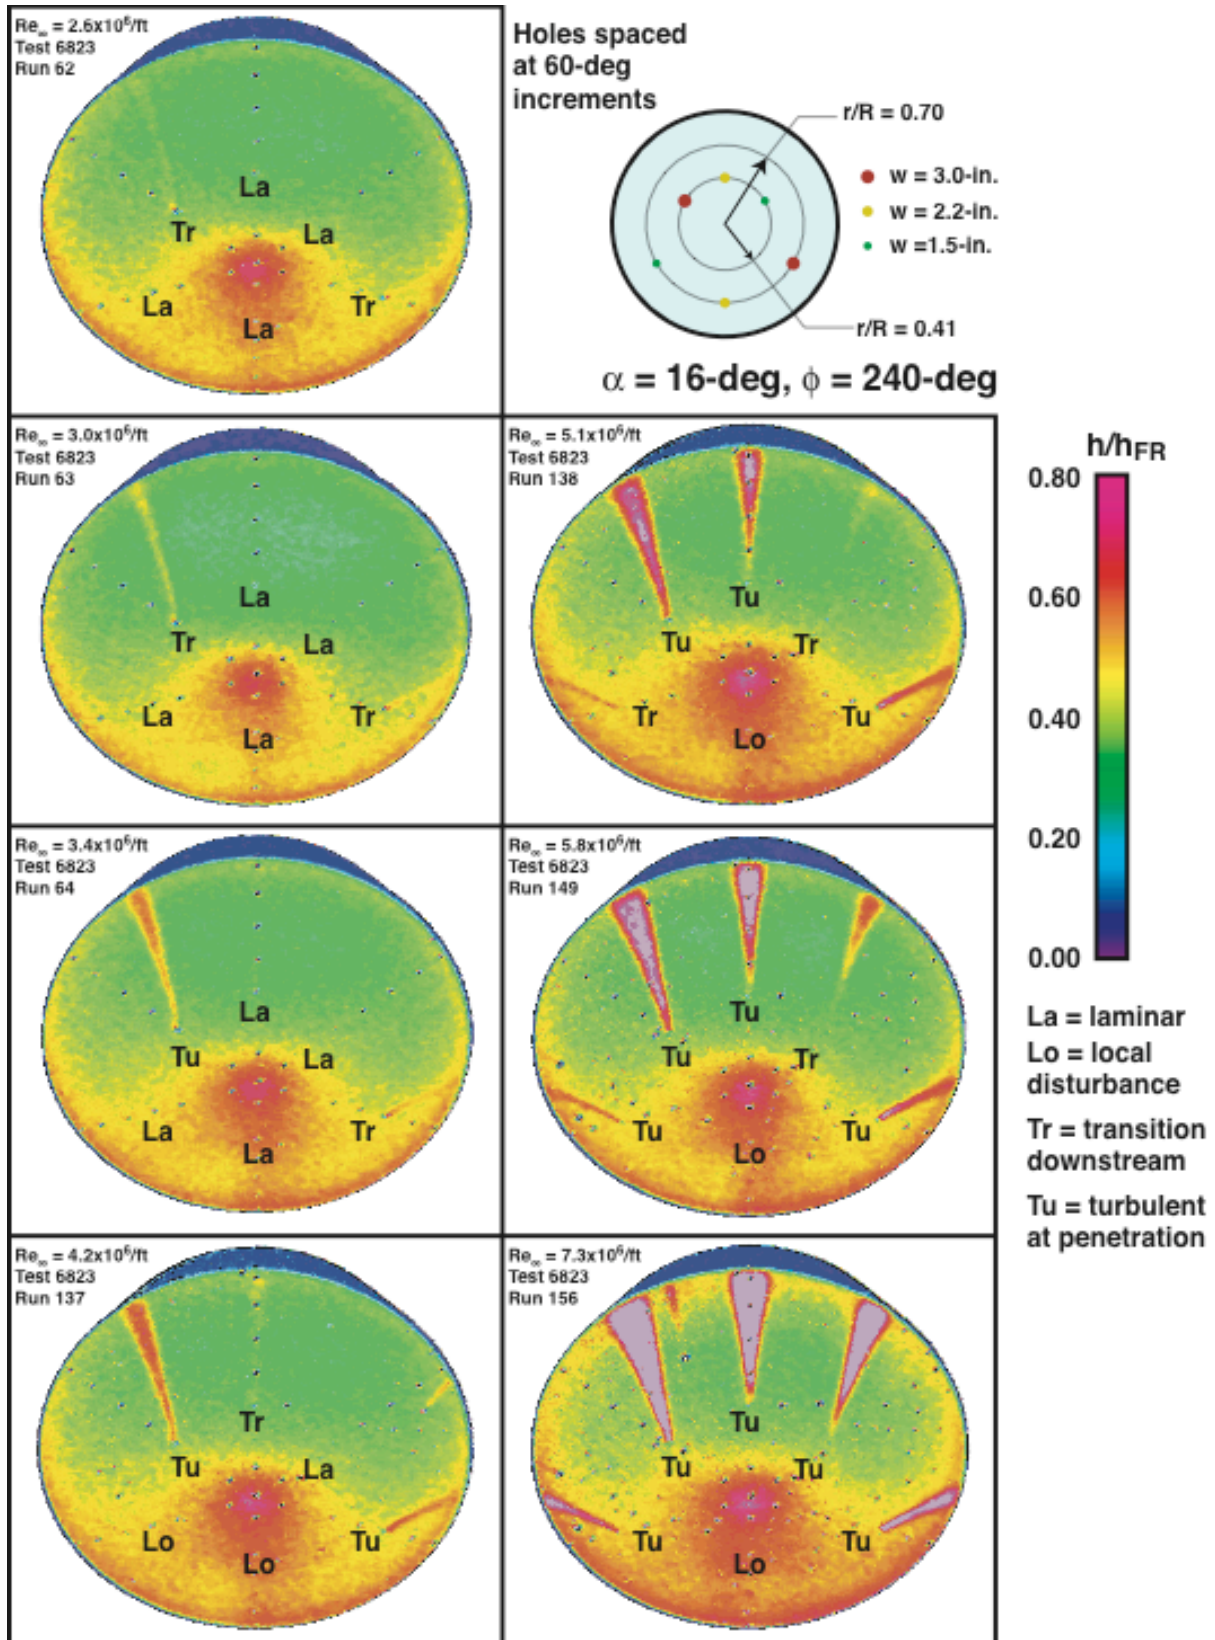 Re∞ = 2.6x10⁶/ft
Test 6823
Run 62
La
Tr
La
La
Tr
La
Holes spaced
at 60-deg
increments
r/R = 0.70
w = 3.0-in.
w = 2.2-in.
w =1.5-in.
r/R = 0.41
α = 16-deg, ϕ = 240-deg
Re∞ = 3.0x10⁶/ft
Test 6823
Run 63
La
Tr
La
La
Tr
La
Re∞ = 5.1x10⁶/ft
Test 6823
Run 138
Tu
Tu
Tr
Tr
Tu
Lo
Re∞ = 3.4x10⁶/ft
Test 6823
Run 64
La
Tu
La
La
Tr
La
Re∞ = 5.8x10⁶/ft
Test 6823
Run 149
Tu
Tu
Tr
Tu
Tu
Lo
Re∞ = 4.2x10⁶/ft
Test 6823
Run 137
Tr
Tu
La
Lo
Tu
Lo
Re∞ = 7.3x10⁶/ft
Test 6823
Run 156
Tu
Tu
Tu
Tu
Tu
Lo
h/hFR
0.80
0.60
0.40
0.20
0.00
La = laminar
Lo = local
disturbance
Tr = transition
downstream
Tu = turbulent
at penetration